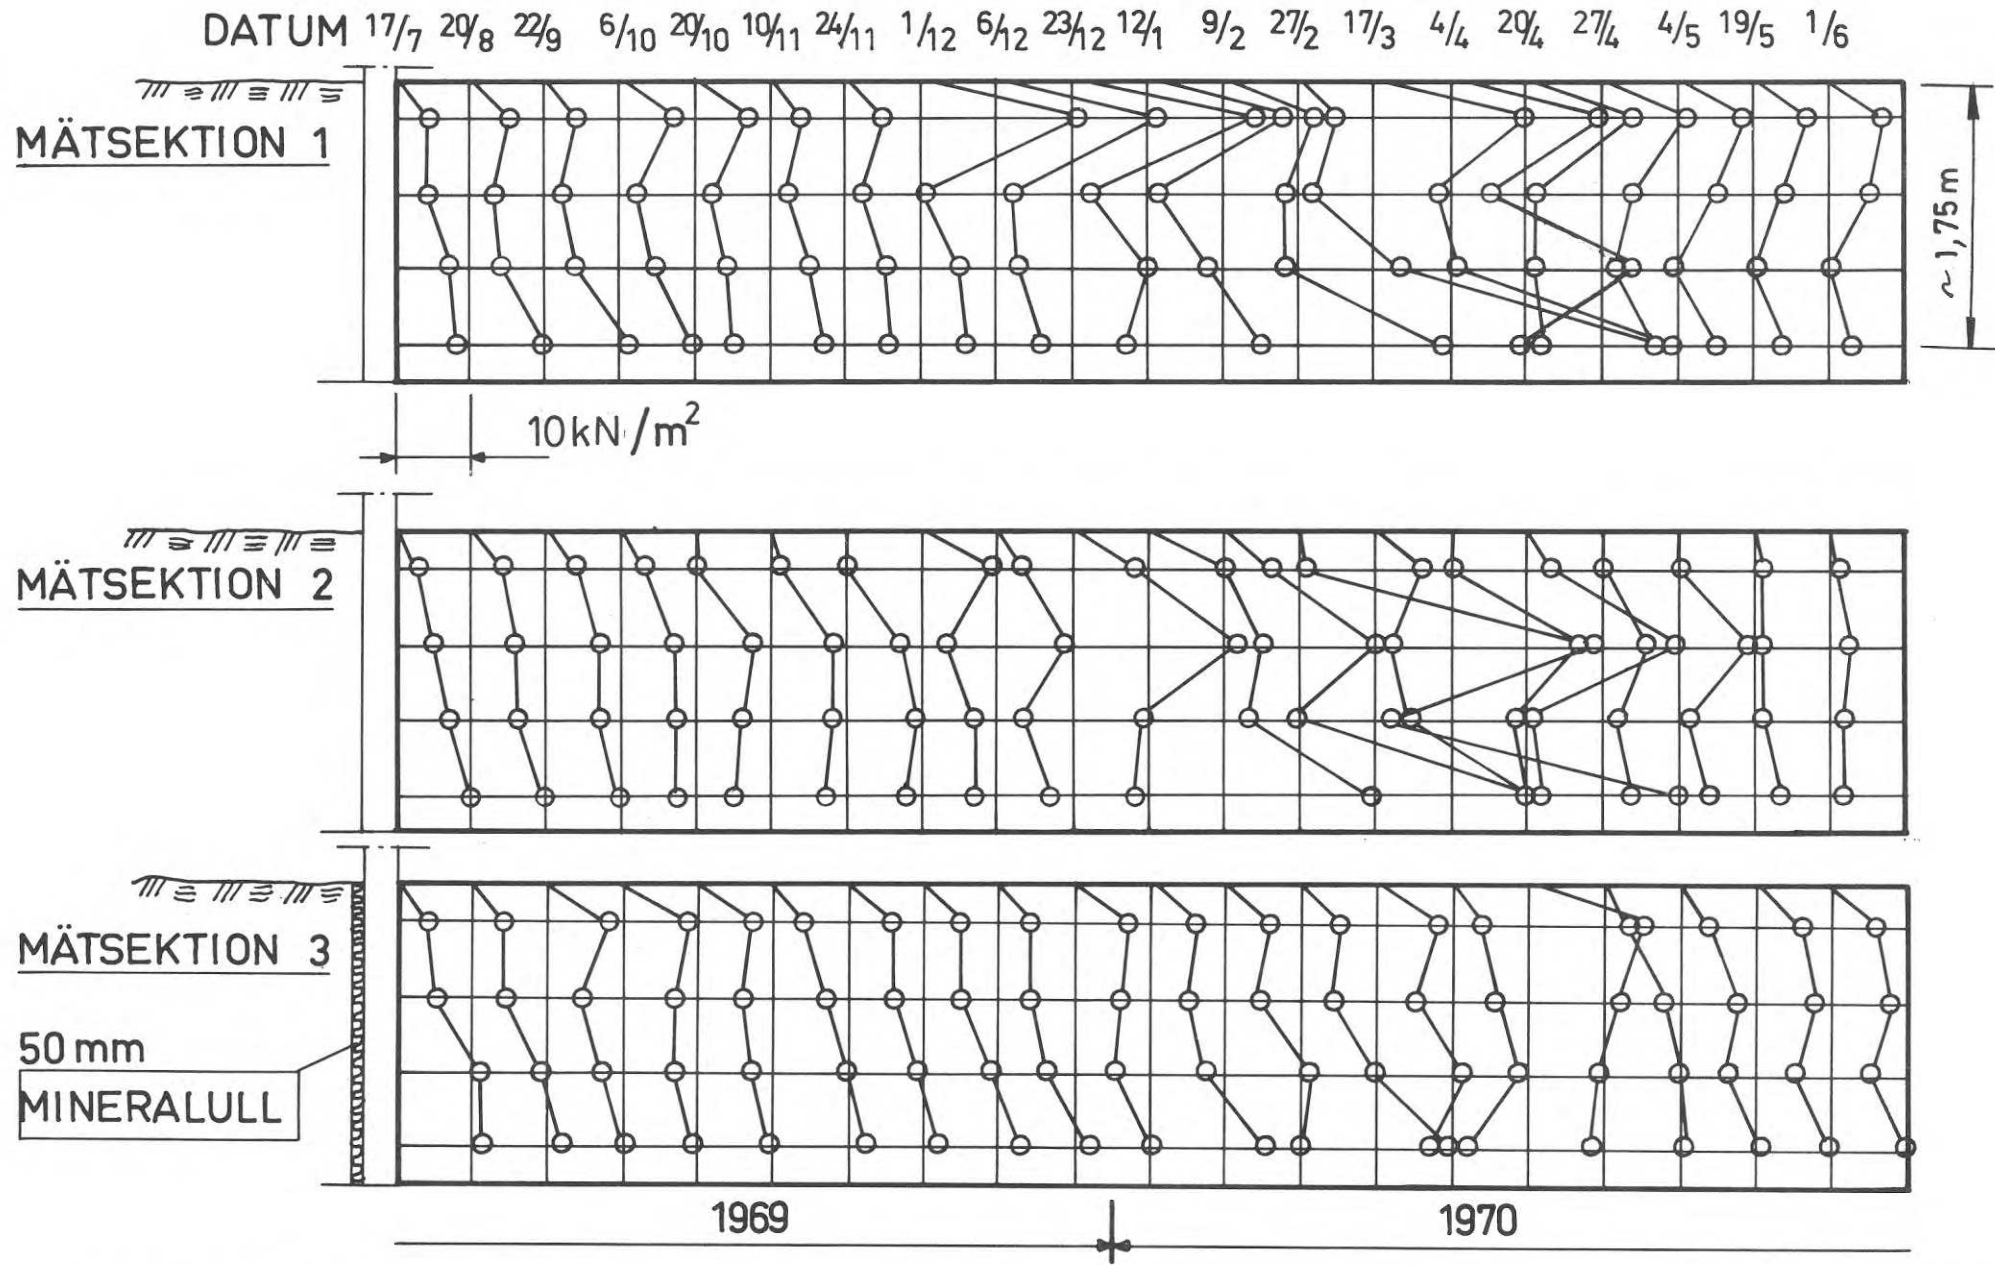 DATUM 17/7 20/8 22/9 6/10 20/10 10/11 24/11 1/12 6/12 23/12 12/1 9/2 27/2 17/3 4/4 20/4 27/4 4/5 19/5 1/6
MÄTSEKTION 1
~1,75m
10 kN/m²
MÄTSEKTION 2
MÄTSEKTION 3
50 mm
MINERALULL
1969 1970